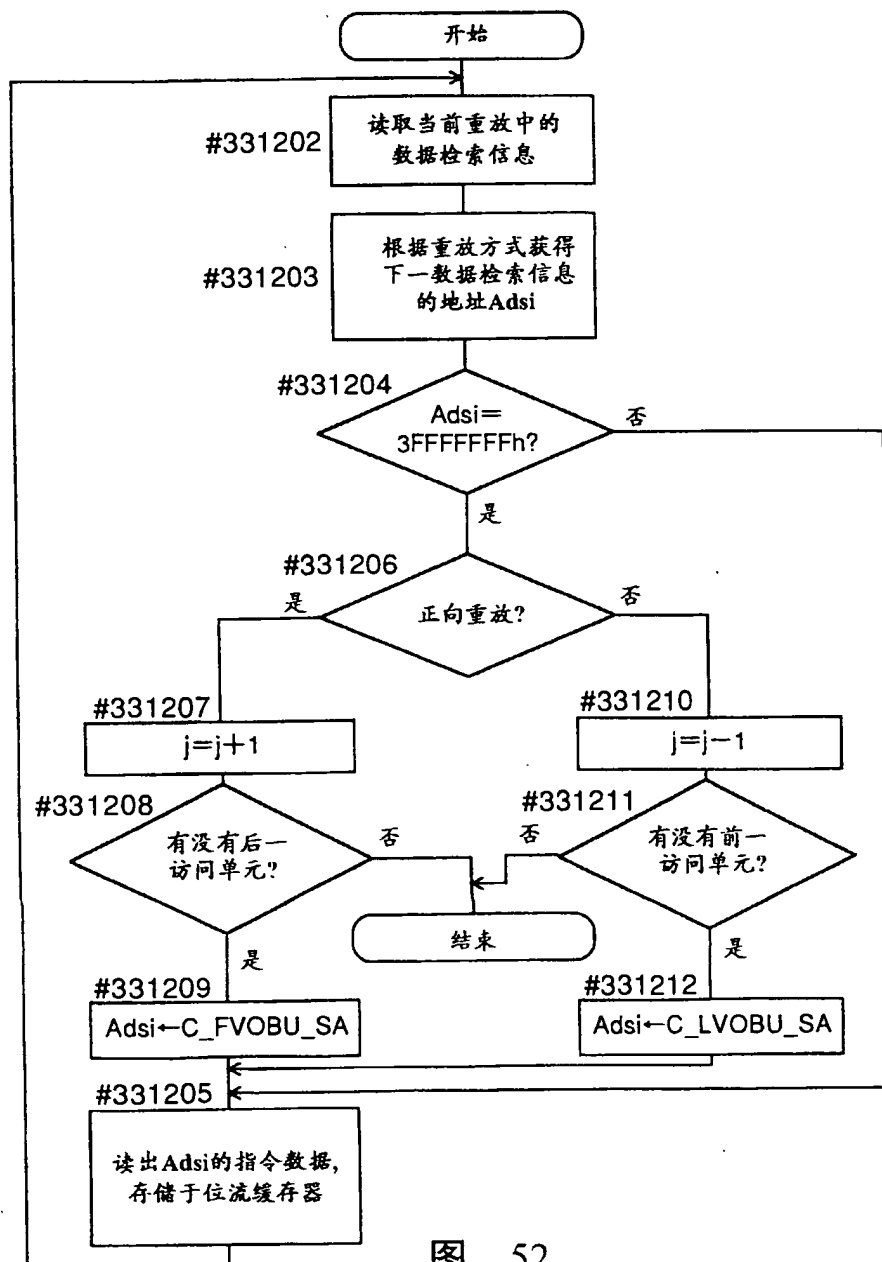 开始
#331202
读取当前重放中的
数据检索信息
#331203
根据重放方式获得
下一数据检索信息
的地址Adsi
#331204
Adsi＝
3FFFFFFFh?
否
是
#331206
正向重放?
是
否
#331207
j＝j＋1
#331210
j＝j－1
#331208
有没有后一
访问单元?
否
#331211
有没有前一
访问单元?
否
结束
是
是
#331209
Adsi←C_FVOBU_SA
#331212
Adsi←C_LVOBU_SA
#331205
读出Adsi的指令数据,
存储于位流缓存器
图 52